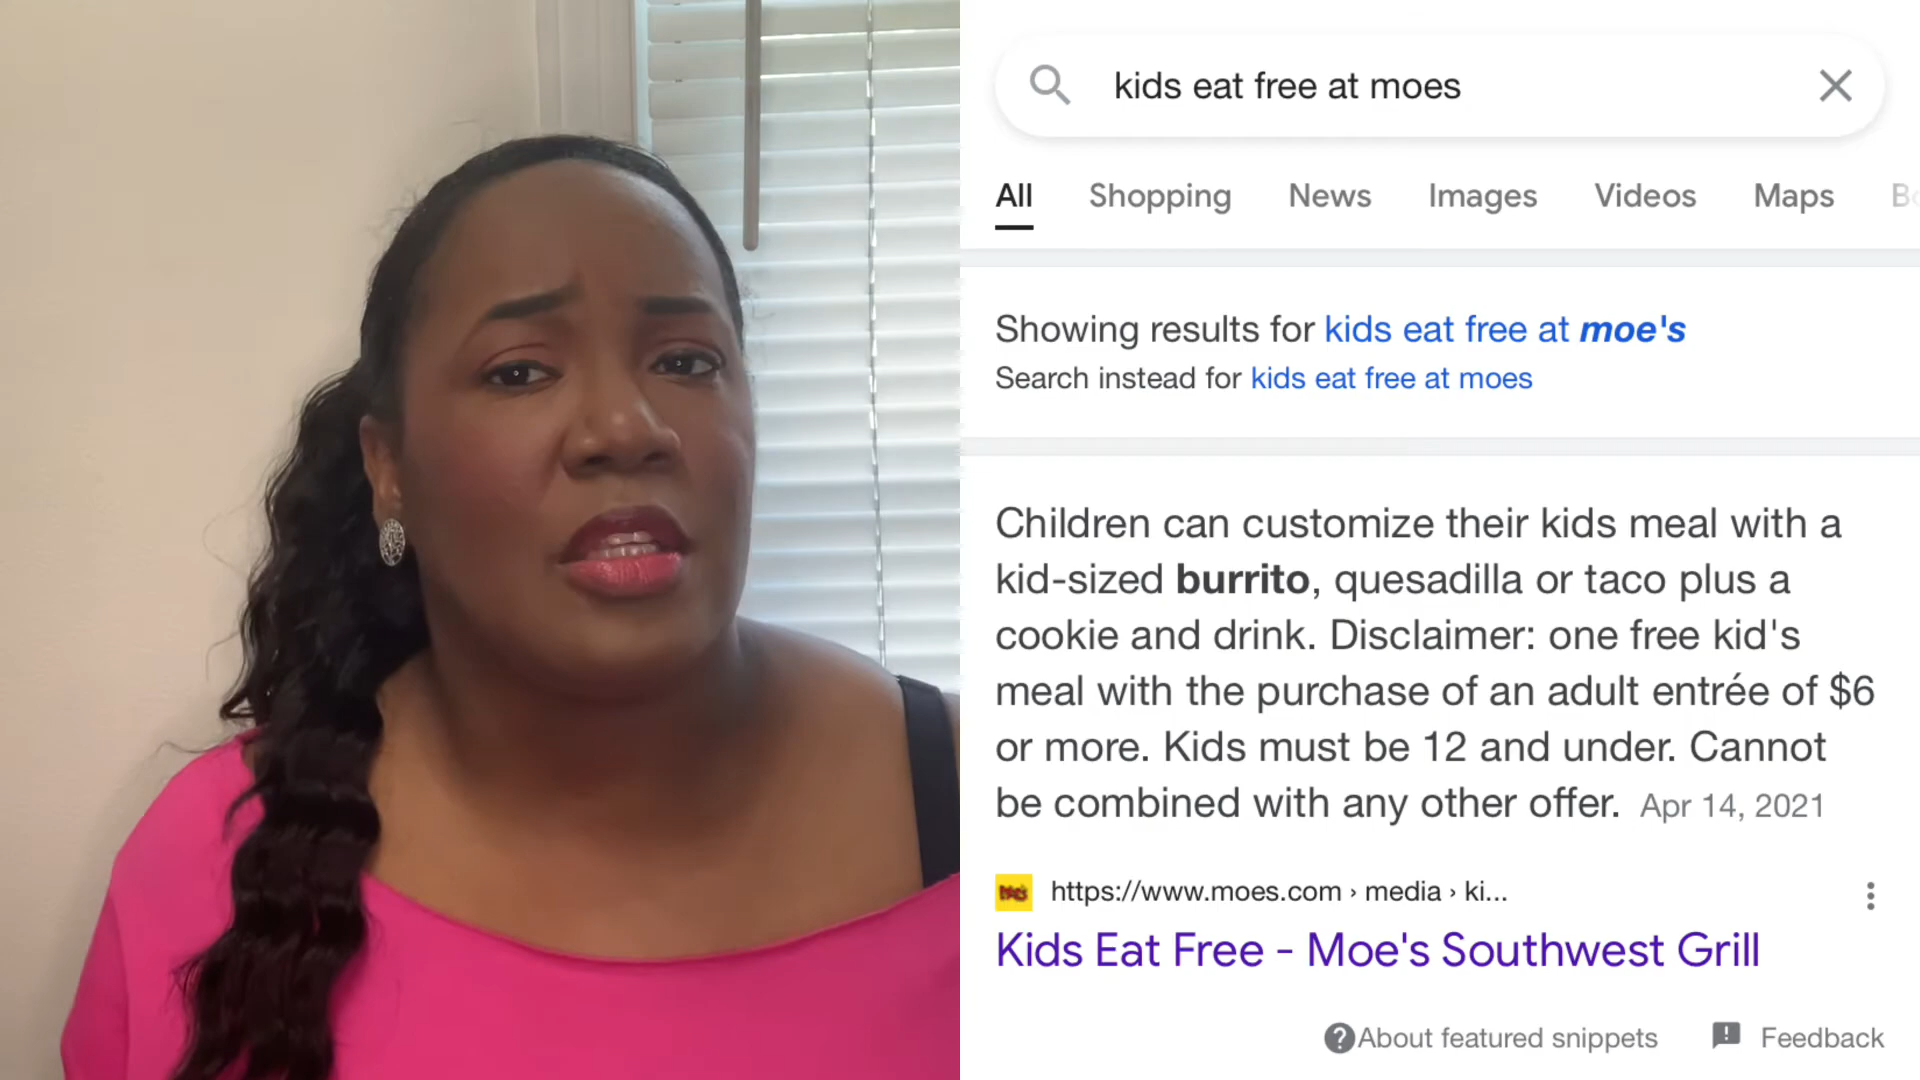 kids eat free at moes
All Shopping News Images Videos Maps
Showing results for kids eat free at moe's
Search instead for kids eat free at moes
Children can customize their kids meal with a
kid-sized burrito, quesadilla or taco plus a
cookie and drink. Disclaimer: one free kid's
meal with the purchase of an adult entrée of $6
or more. Kids must be 12 and under. Cannot
be combined with any other offer. Apr 14, 2021
https://www.moes.com › media › ki...
Kids Eat Free - Moe's Southwest Grill
About featured snippets Feedback